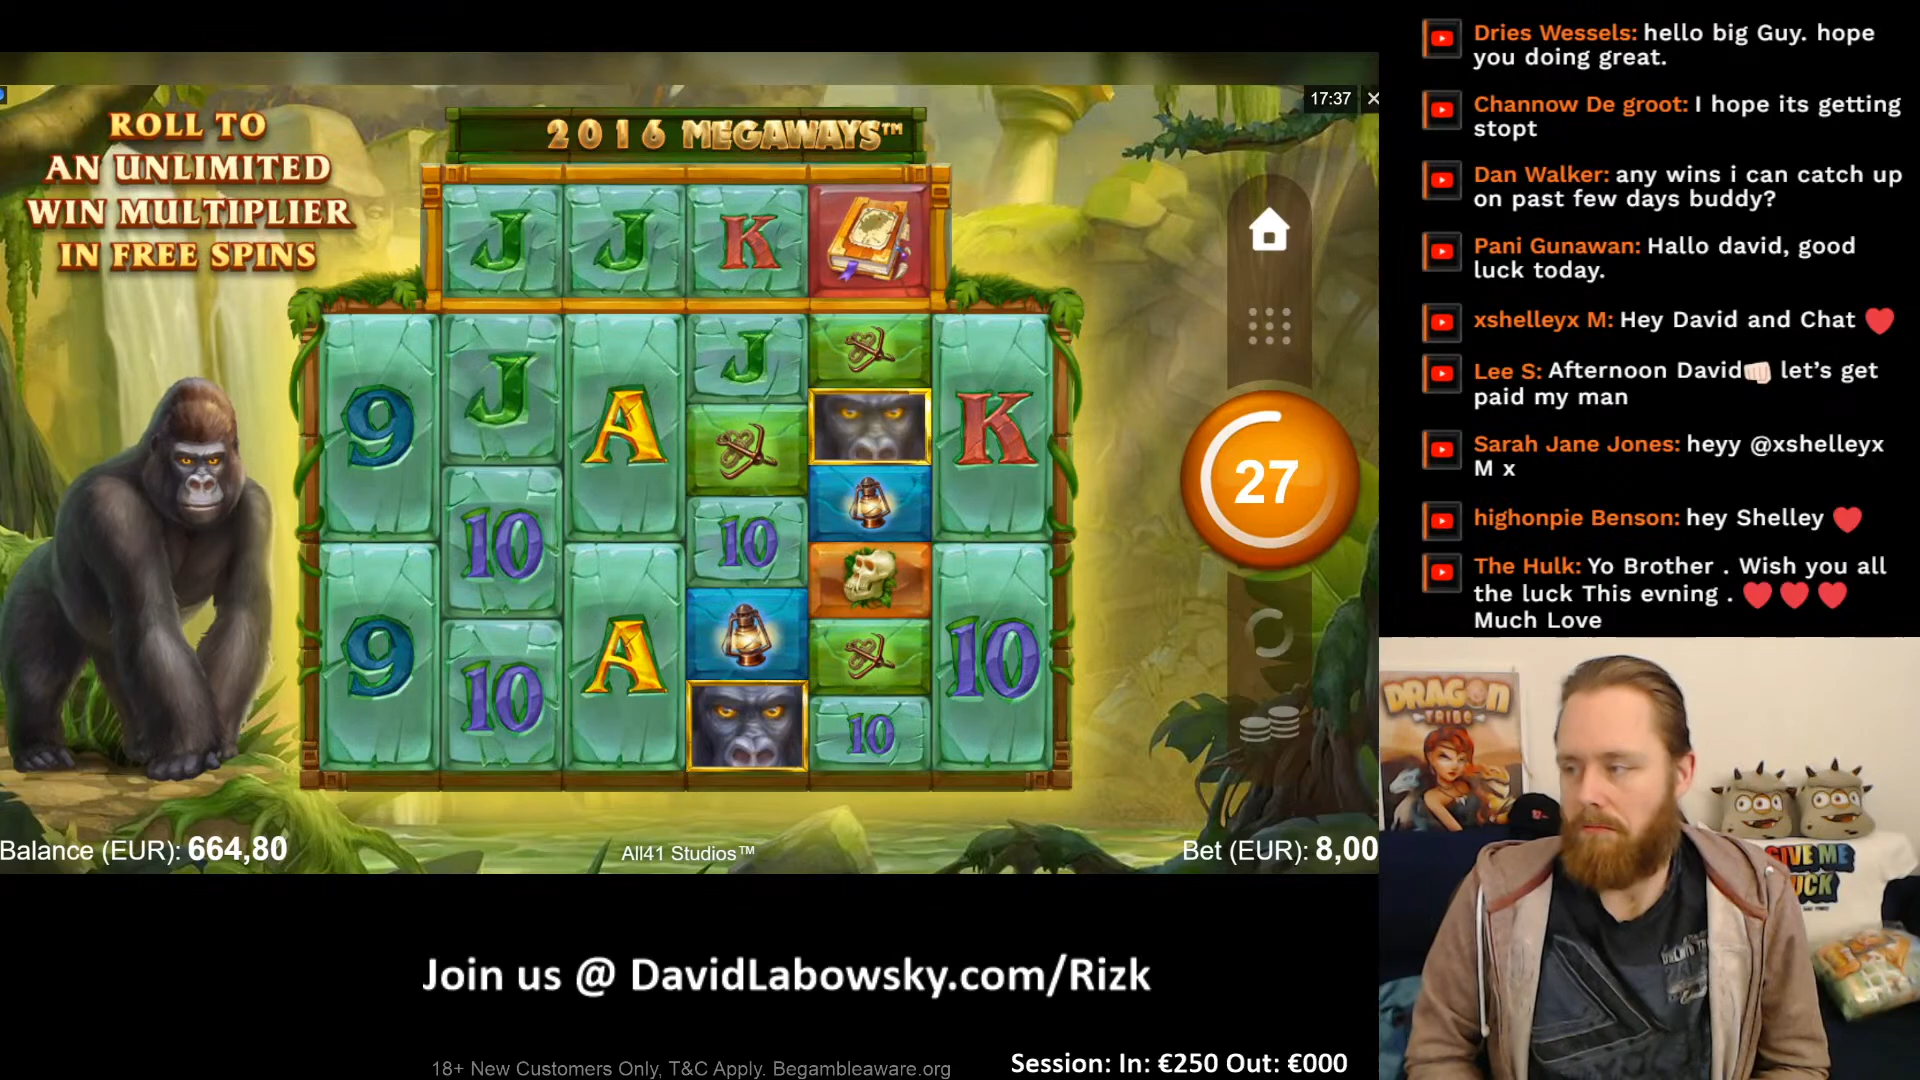 ROLL TO
AN UNLIMITED
WIN MULTIPLIER
IN FREE SPINS
2016 MEGAWAYS™
17:37
J J K
9 J A J K
10 10
9 10 A 10 10
27
Balance (EUR): 664,80
All41 Studios™
Bet (EUR): 8,00
Join us @ DavidLabowsky.com/Rizk
18+ New Customers Only, T&C Apply. Begambleaware.org
Session: In: €250 Out: €000
Dries Wessels: hello big Guy. hope
you doing great.
Channow De groot: I hope its getting
stopt
Dan Walker: any wins i can catch up
on past few days buddy?
Pani Gunawan: Hallo david, good
luck today.
xshelleyx M: Hey David and Chat ❤️
Lee S: Afternoon David👊🏻 let’s get
paid my man
Sarah Jane Jones: heyy @xshelleyx
M x
highonpie Benson: hey Shelley ❤️
The Hulk: Yo Brother . Wish you all
the luck This evning . ❤️ ❤️ ❤️
Much Love
DRAGON
TRIBE
GIVE ME